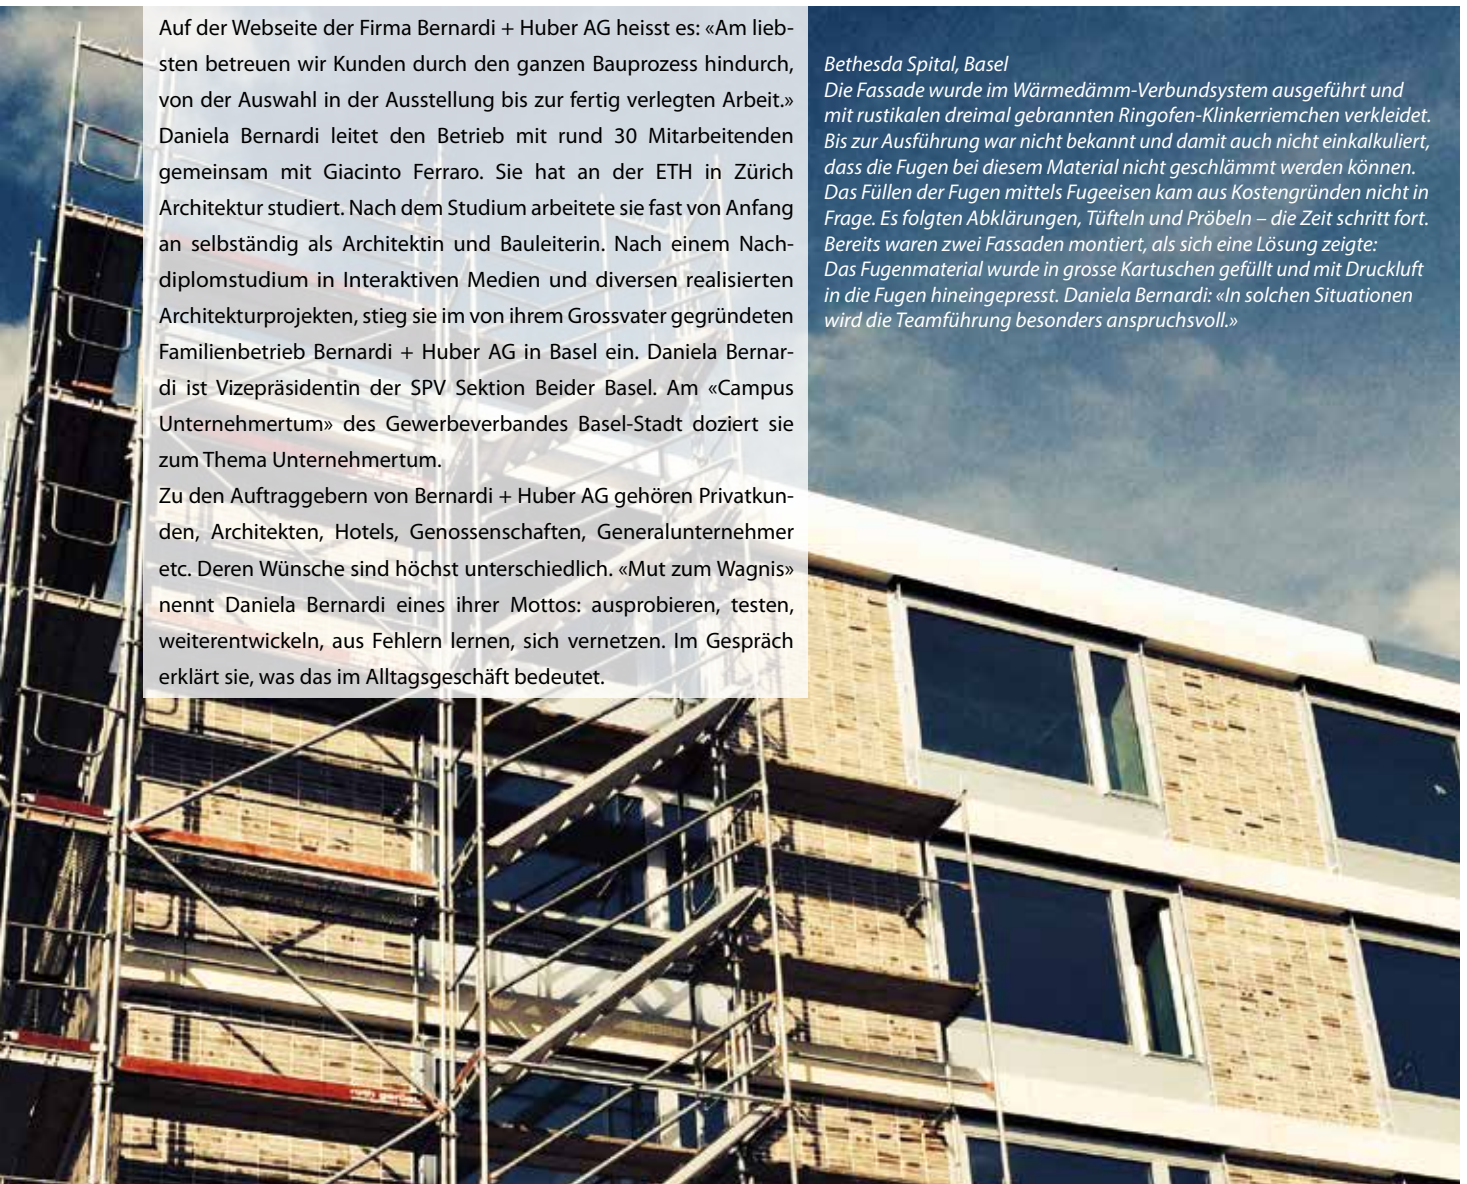 Auf der Webseite der Firma Bernardi + Huber AG heisst es: «Am lieb-
sten betreuen wir Kunden durch den ganzen Bauprozess hindurch,
von der Auswahl in der Ausstellung bis zur fertig verlegten Arbeit.»
Daniela Bernardi leitet den Betrieb mit rund 30 Mitarbeitenden
gemeinsam mit Giacinto Ferraro. Sie hat an der ETH in Zürich
Architektur studiert. Nach dem Studium arbeitete sie fast von Anfang
an selbständig als Architektin und Bauleiterin. Nach einem Nach-
diplomstudium in Interaktiven Medien und diversen realisierten
Architekturprojekten, stieg sie im von ihrem Grossvater gegründeten
Familienbetrieb Bernardi + Huber AG in Basel ein. Daniela Bernar-
di ist Vizepräsidentin der SPV Sektion Beider Basel. Am «Campus
Unternehmertum» des Gewerbeverbandes Basel-Stadt doziert sie
zum Thema Unternehmertum.
Zu den Auftraggebern von Bernardi + Huber AG gehören Privatkun-
den, Architekten, Hotels, Genossenschaften, Generalunternehmer
etc. Deren Wünsche sind höchst unterschiedlich. «Mut zum Wagnis»
nennt Daniela Bernardi eines ihrer Mottos: ausprobieren, testen,
weiterentwickeln, aus Fehlern lernen, sich vernetzen. Im Gespräch
erklärt sie, was das im Alltagsgeschäft bedeutet.
Bethesda Spital, Basel
Die Fassade wurde im Wärmedämm-Verbundsystem ausgeführt und
mit rustikalen dreimal gebrannten Ringofen-Klinkerriemchen verkleidet.
Bis zur Ausführung war nicht bekannt und damit auch nicht einkalkuliert,
dass die Fugen bei diesem Material nicht geschlämmt werden können.
Das Füllen der Fugen mittels Fugeeisen kam aus Kostengründen nicht in
Frage. Es folgten Abklärungen, Tüfteln und Pröbeln – die Zeit schritt fort.
Bereits waren zwei Fassaden montiert, als sich eine Lösung zeigte:
Das Fugenmaterial wurde in grosse Kartuschen gefüllt und mit Druckluft
in die Fugen hineingepresst. Daniela Bernardi: «In solchen Situationen
wird die Teamführung besonders anspruchsvoll.»